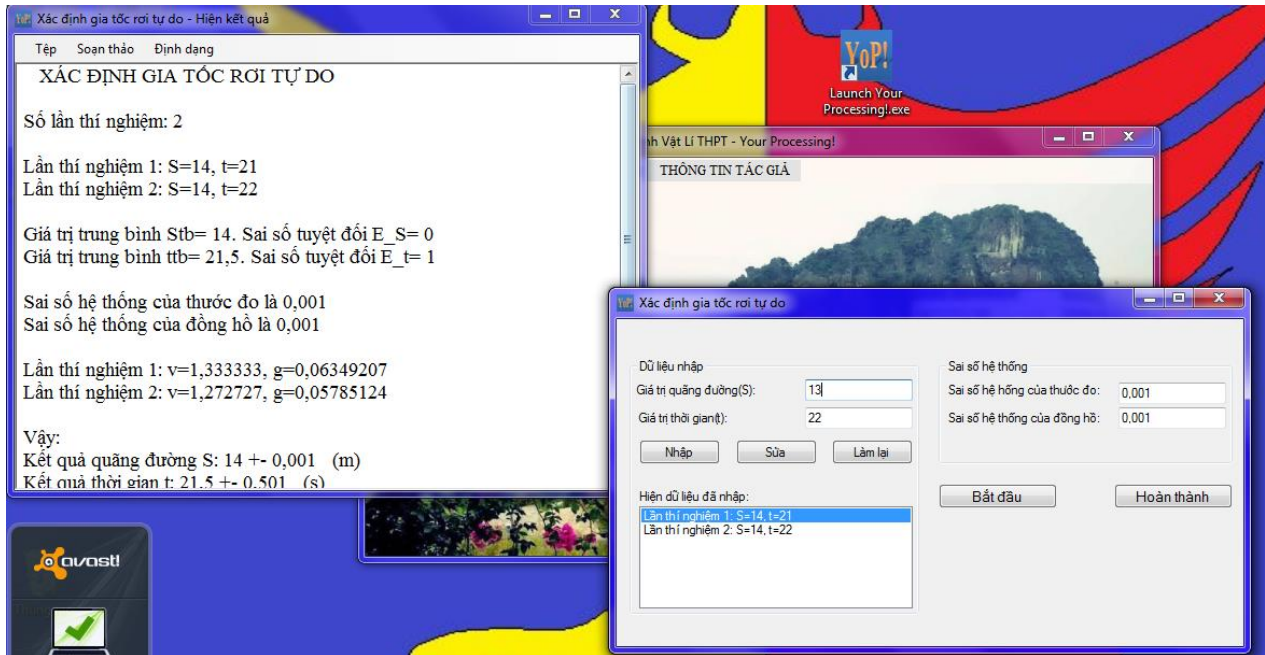 Xác định gia tốc rơi tự do - Hiện kết quả
Tệp Soạn thảo Định dạng
XÁC ĐỊNH GIA TỐC RƠI TỰ DO
Số lần thí nghiệm: 2
Lần thí nghiệm 1: S=14, t=21
Lần thí nghiệm 2: S=14, t=22
Giá trị trung bình Stb= 14. Sai số tuyệt đối E_S= 0
Giá trị trung bình ttb= 21,5. Sai số tuyệt đối E_t= 1
Sai số hệ thống của thước đo là 0,001
Sai số hệ thống của đồng hồ là 0,001
Lần thí nghiệm 1: v=1,333333, g=0,06349207
Lần thí nghiệm 2: v=1,272727, g=0,05785124
Vậy:
Kết quả quãng đường S: 14 +- 0,001 (m)
Kết quả thời gian t: 21,5 +- 0,501 (s)
YoP!
Launch Your
Processing!.exe
Vật Lí THPT - Your Processing!
THÔNG TIN TÁC GIẢ
YoP!
Xác định gia tốc rơi tự do
Dữ liệu nhập
Giá trị quãng đường(S): 13
Giá trị thời gian(t): 22
Nhập Sửa Làm lại
Hiện dữ liệu đã nhập:
Lần thí nghiệm 1: S=14, t=21
Lần thí nghiệm 2: S=14, t=22
Sai số hệ thống
Sai số hệ hống của thước đo: 0,001
Sai số hệ thống của đồng hồ: 0,001
Bắt đầu Hoàn thành
avast!